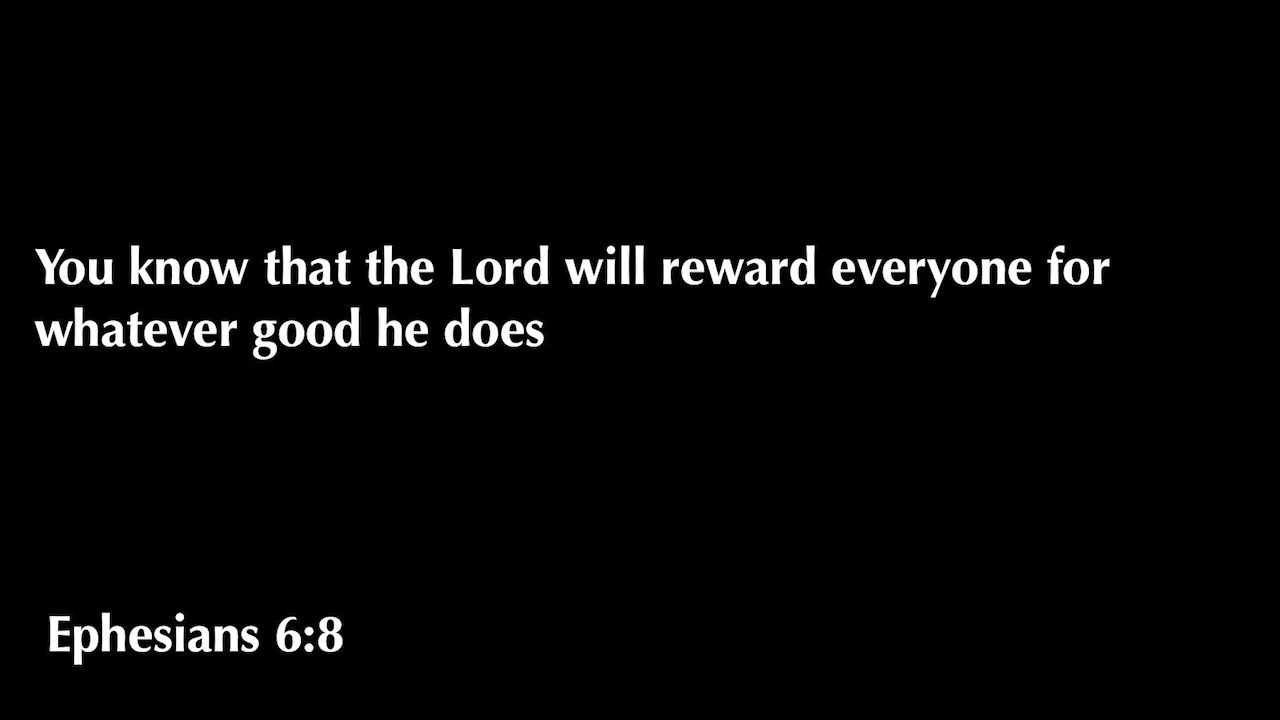 You know that the Lord will reward everyone for
whatever good he does
Ephesians 6:8